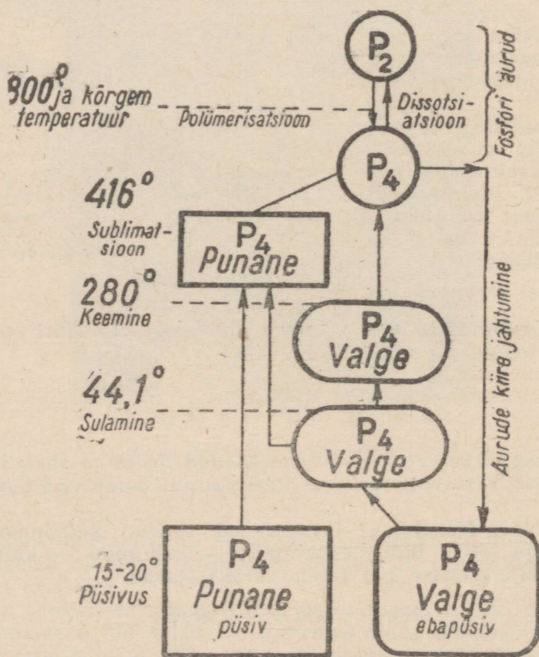 P2
800° ja kõrgem
temperatuur
Polümerisatsioon
Dissotsi-
atsioon
Fosfori aurud
P4
416°
Sublimat-
sioon
P4
Punane
280°
Keemine
P4
Valge
44,1°
Sulamine
P4
Valge
Aurude kiire jahtumine
15-20°
Püsivus
P4
Punane
püsiv
P4
Valge
ebapüsiv